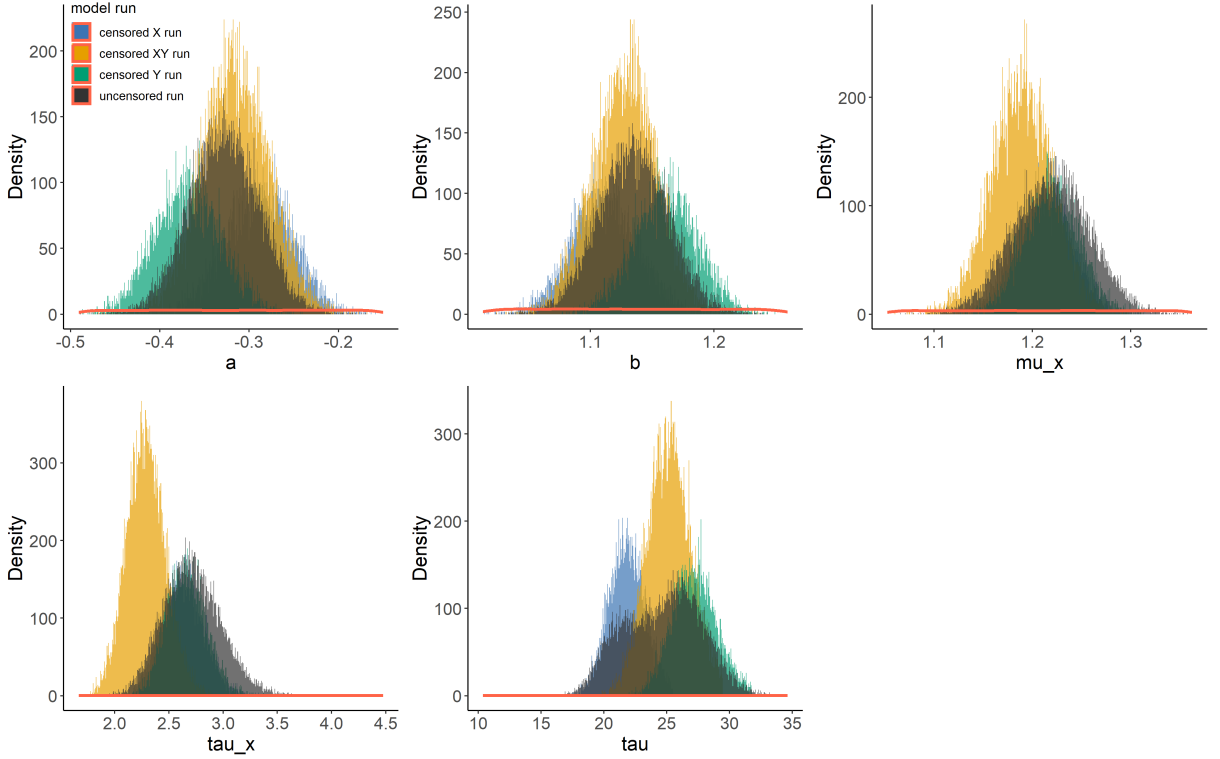 model run
censored X run
censored XY run
censored Y run
uncensored run
Density
200
150
100
50
0
-0.5 -0.4 -0.3 -0.2
a
Density
250
200
150
100
50
0
1.1 1.2
b
Density
200
100
0
1.1 1.2 1.3
mu_x
Density
300
200
100
0
2.0 2.5 3.0 3.5 4.0 4.5
tau_x
Density
300
200
100
0
10 15 20 25 30 35
tau